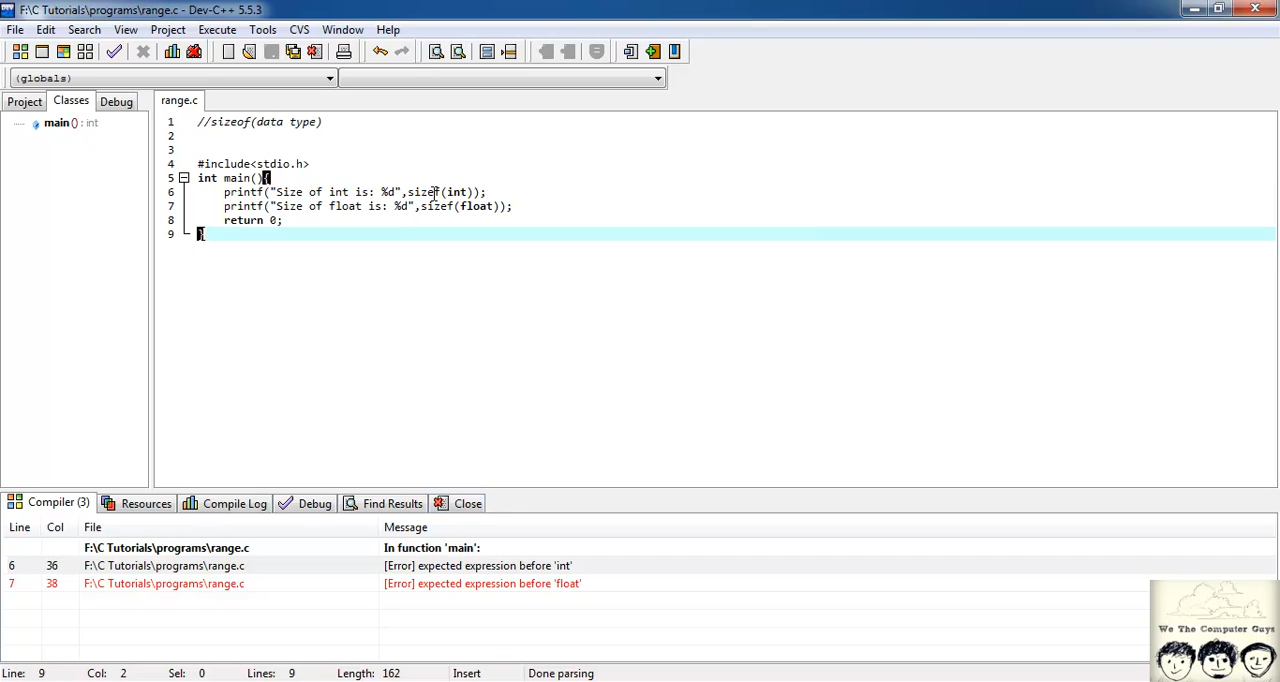 F:\C Tutorials\programs\range.c - Dev-C++ 5.5.3
File Edit Search View Project Execute Tools CVS Window Help
(globals)
Project Classes Debug
range.c
main () : int
1 //sizeof(data type)
2
3
4 #include<stdio.h>
5 int main(){
6 printf("Size of int is: %d",sizef(int));
7 printf("Size of float is: %d",sizef(float));
8 return 0;
9 }
Compiler (3) Resources Compile Log Debug Find Results Close
Line Col File Message
F:\C Tutorials\programs\range.c In function 'main':
6 36 F:\C Tutorials\programs\range.c [Error] expected expression before 'int'
7 38 F:\C Tutorials\programs\range.c [Error] expected expression before 'float'
We The Computer Guys
Line: 9 Col: 2 Sel: 0 Lines: 9 Length: 162 Insert Done parsing